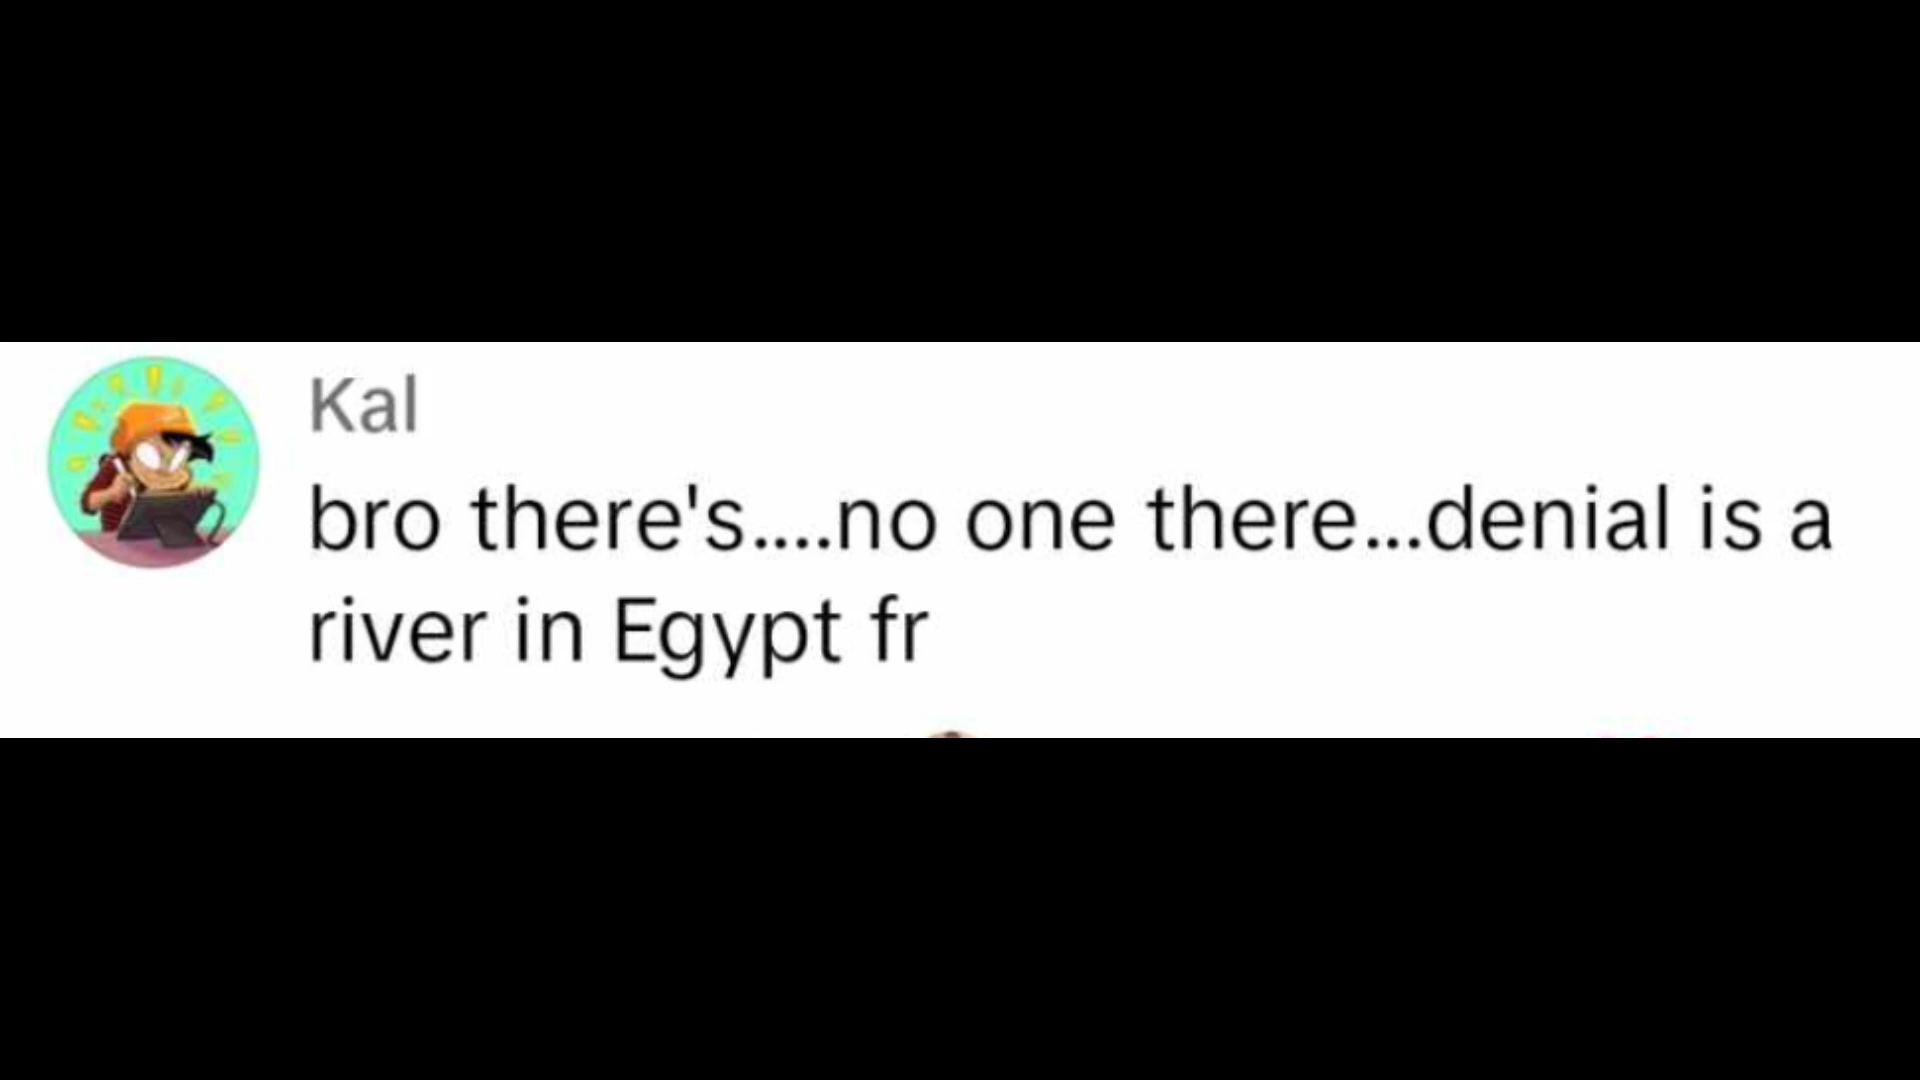 Kal
bro there's....no one there...denial is a
river in Egypt fr